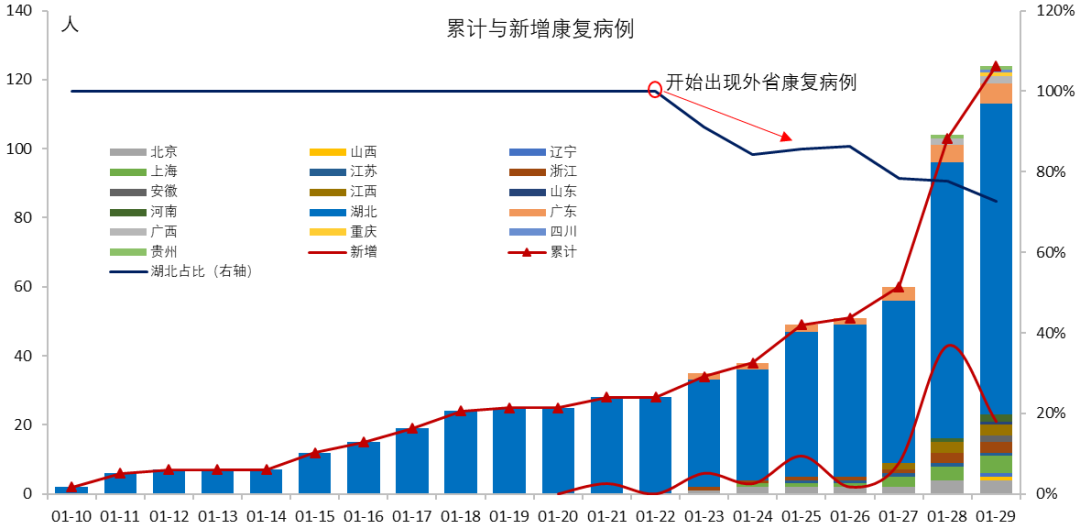 140
人
累计与新增康复病例
120%
120
开始出现外省康复病例
100%
100
北京
山西
辽宁
上海
江苏
浙江
80%
安徽
江西
山东
80
河南
湖北
广东
广西
重庆
四川
贵州
新增
累计
60%
湖北占比（右轴）
60
40%
40
20%
20
0
0%
01-10 01-11 01-12 01-13 01-14 01-15 01-16 01-17 01-18 01-19 01-20 01-21 01-22 01-23 01-24 01-25 01-26 01-27 01-28 01-29